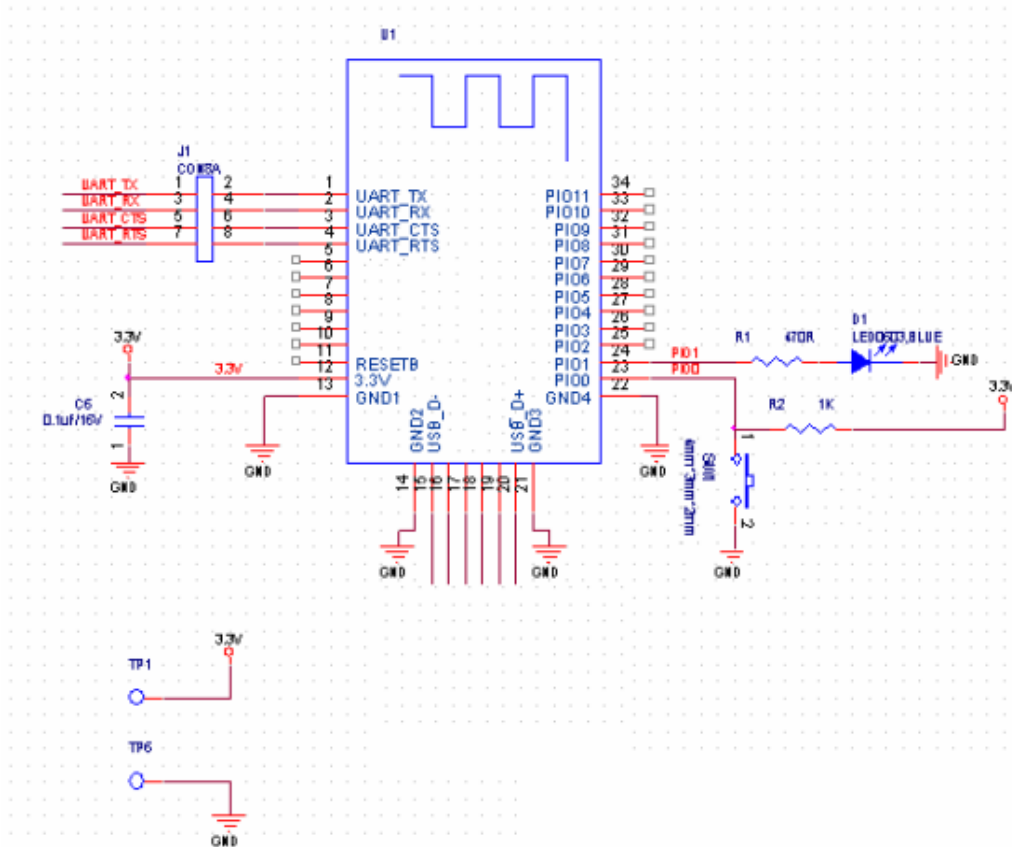 U1
J1
CON8A
UART_TX 1 2 1 UART_TX
UART_RX 3 4 2 UART_RX
UART_CTS 5 6 3 UART_CTS
UART_RTS 7 8 4 UART_RTS
5
6
7
8
9
10
11 RESETB
12 3.3V
13 GND1
34 PIO11
33 PIO10
32 PIO9
31 PIO8
30 PIO7
29 PIO6
28 PIO5
27 PIO4
26 PIO3
25 PIO2
24 PIO1
23 PIO0
22 GND4
GND2
USB_D-
USB_D+
GND3
14 15 16 17 18 19 20 21
3.3V
3.3V
2
C6
0.1uf/16V
1
GND
GND
GND
GND
PIO1
PIO0
R1 470R
D1
LED0603,BLUE
GND
R2 1K
3.3V
1
SW1
2
GND
GND
TP1
3.3V
TP6
GND